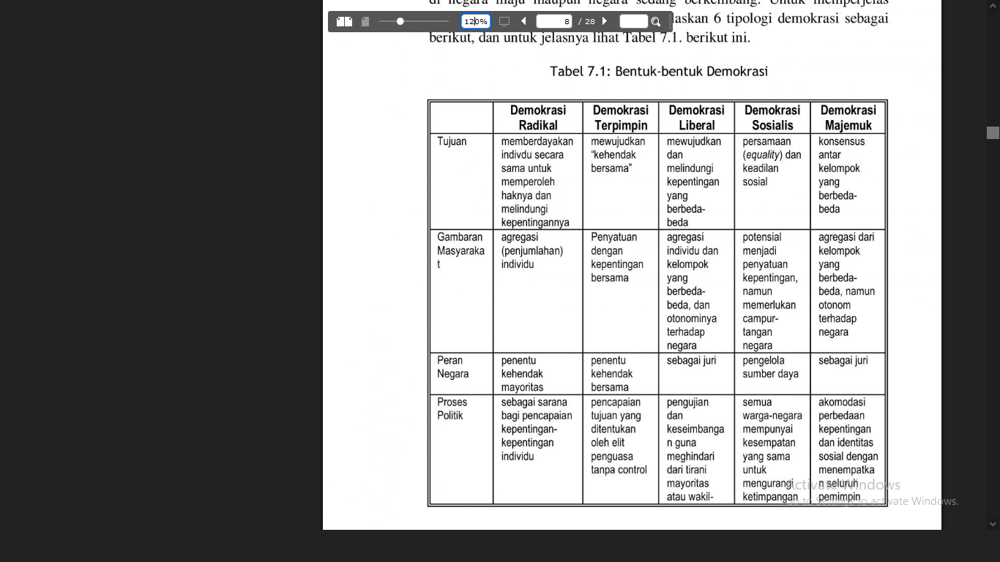 di negara maju maupun negara sedang berkembang. Untuk memperjelas
120%
8
/ 28
laskan 6 tipologi demokrasi sebagai
berikut, dan untuk jelasnya lihat Tabel 7.1. berikut ini.
Tabel 7.1: Bentuk-bentuk Demokrasi
Demokrasi
Radikal
Demokrasi
Terpimpin
Demokrasi
Liberal
Demokrasi
Sosialis
Demokrasi
Majemuk
Tujuan
memberdayakan
indivdu secara
sama untuk
memperoleh
haknya dan
melindungi
kepentingannya
mewujudkan
“kehendak
bersama”
mewujudkan
dan
melindungi
kepentingan
yang
berbeda-
beda
persamaan
(equality) dan
keadilan
sosial
konsensus
antar
kelompok
yang
berbeda-
beda
Gambaran
Masyaraka
t
agregasi
(penjumlahan)
individu
Penyatuan
dengan
kepentingan
bersama
agregasi
individu dan
kelompok
yang
berbeda-
beda, dan
otonominya
terhadap
negara
potensial
menjadi
penyatuan
kepentingan,
namun
memerlukan
campur-
tangan
negara
agregasi dari
kelompok
yang
berbeda-
beda, namun
otonom
terhadap
negara
Peran
Negara
penentu
kehendak
mayoritas
penentu
kehendak
bersama
sebagai juri
pengelola
sumber daya
sebagai juri
Proses
Politik
sebagai sarana
bagi pencapaian
kepentingan-
kepentingan
individu
pencapaian
tujuan yang
ditentukan
oleh elit
penguasa
tanpa control
pengujian
dan
keseimbanga
n guna
meghindari
dari tirani
mayoritas
atau wakil-
semua
warga-negara
mempunyai
kesempatan
yang sama
untuk
mengurangi
ketimpangan
akomodasi
perbedaan
kepentingan
dan identitas
sosial dengan
menempatka
n seluruh
pemimpin
Activate Windows
Go to Settings to activate Windows.